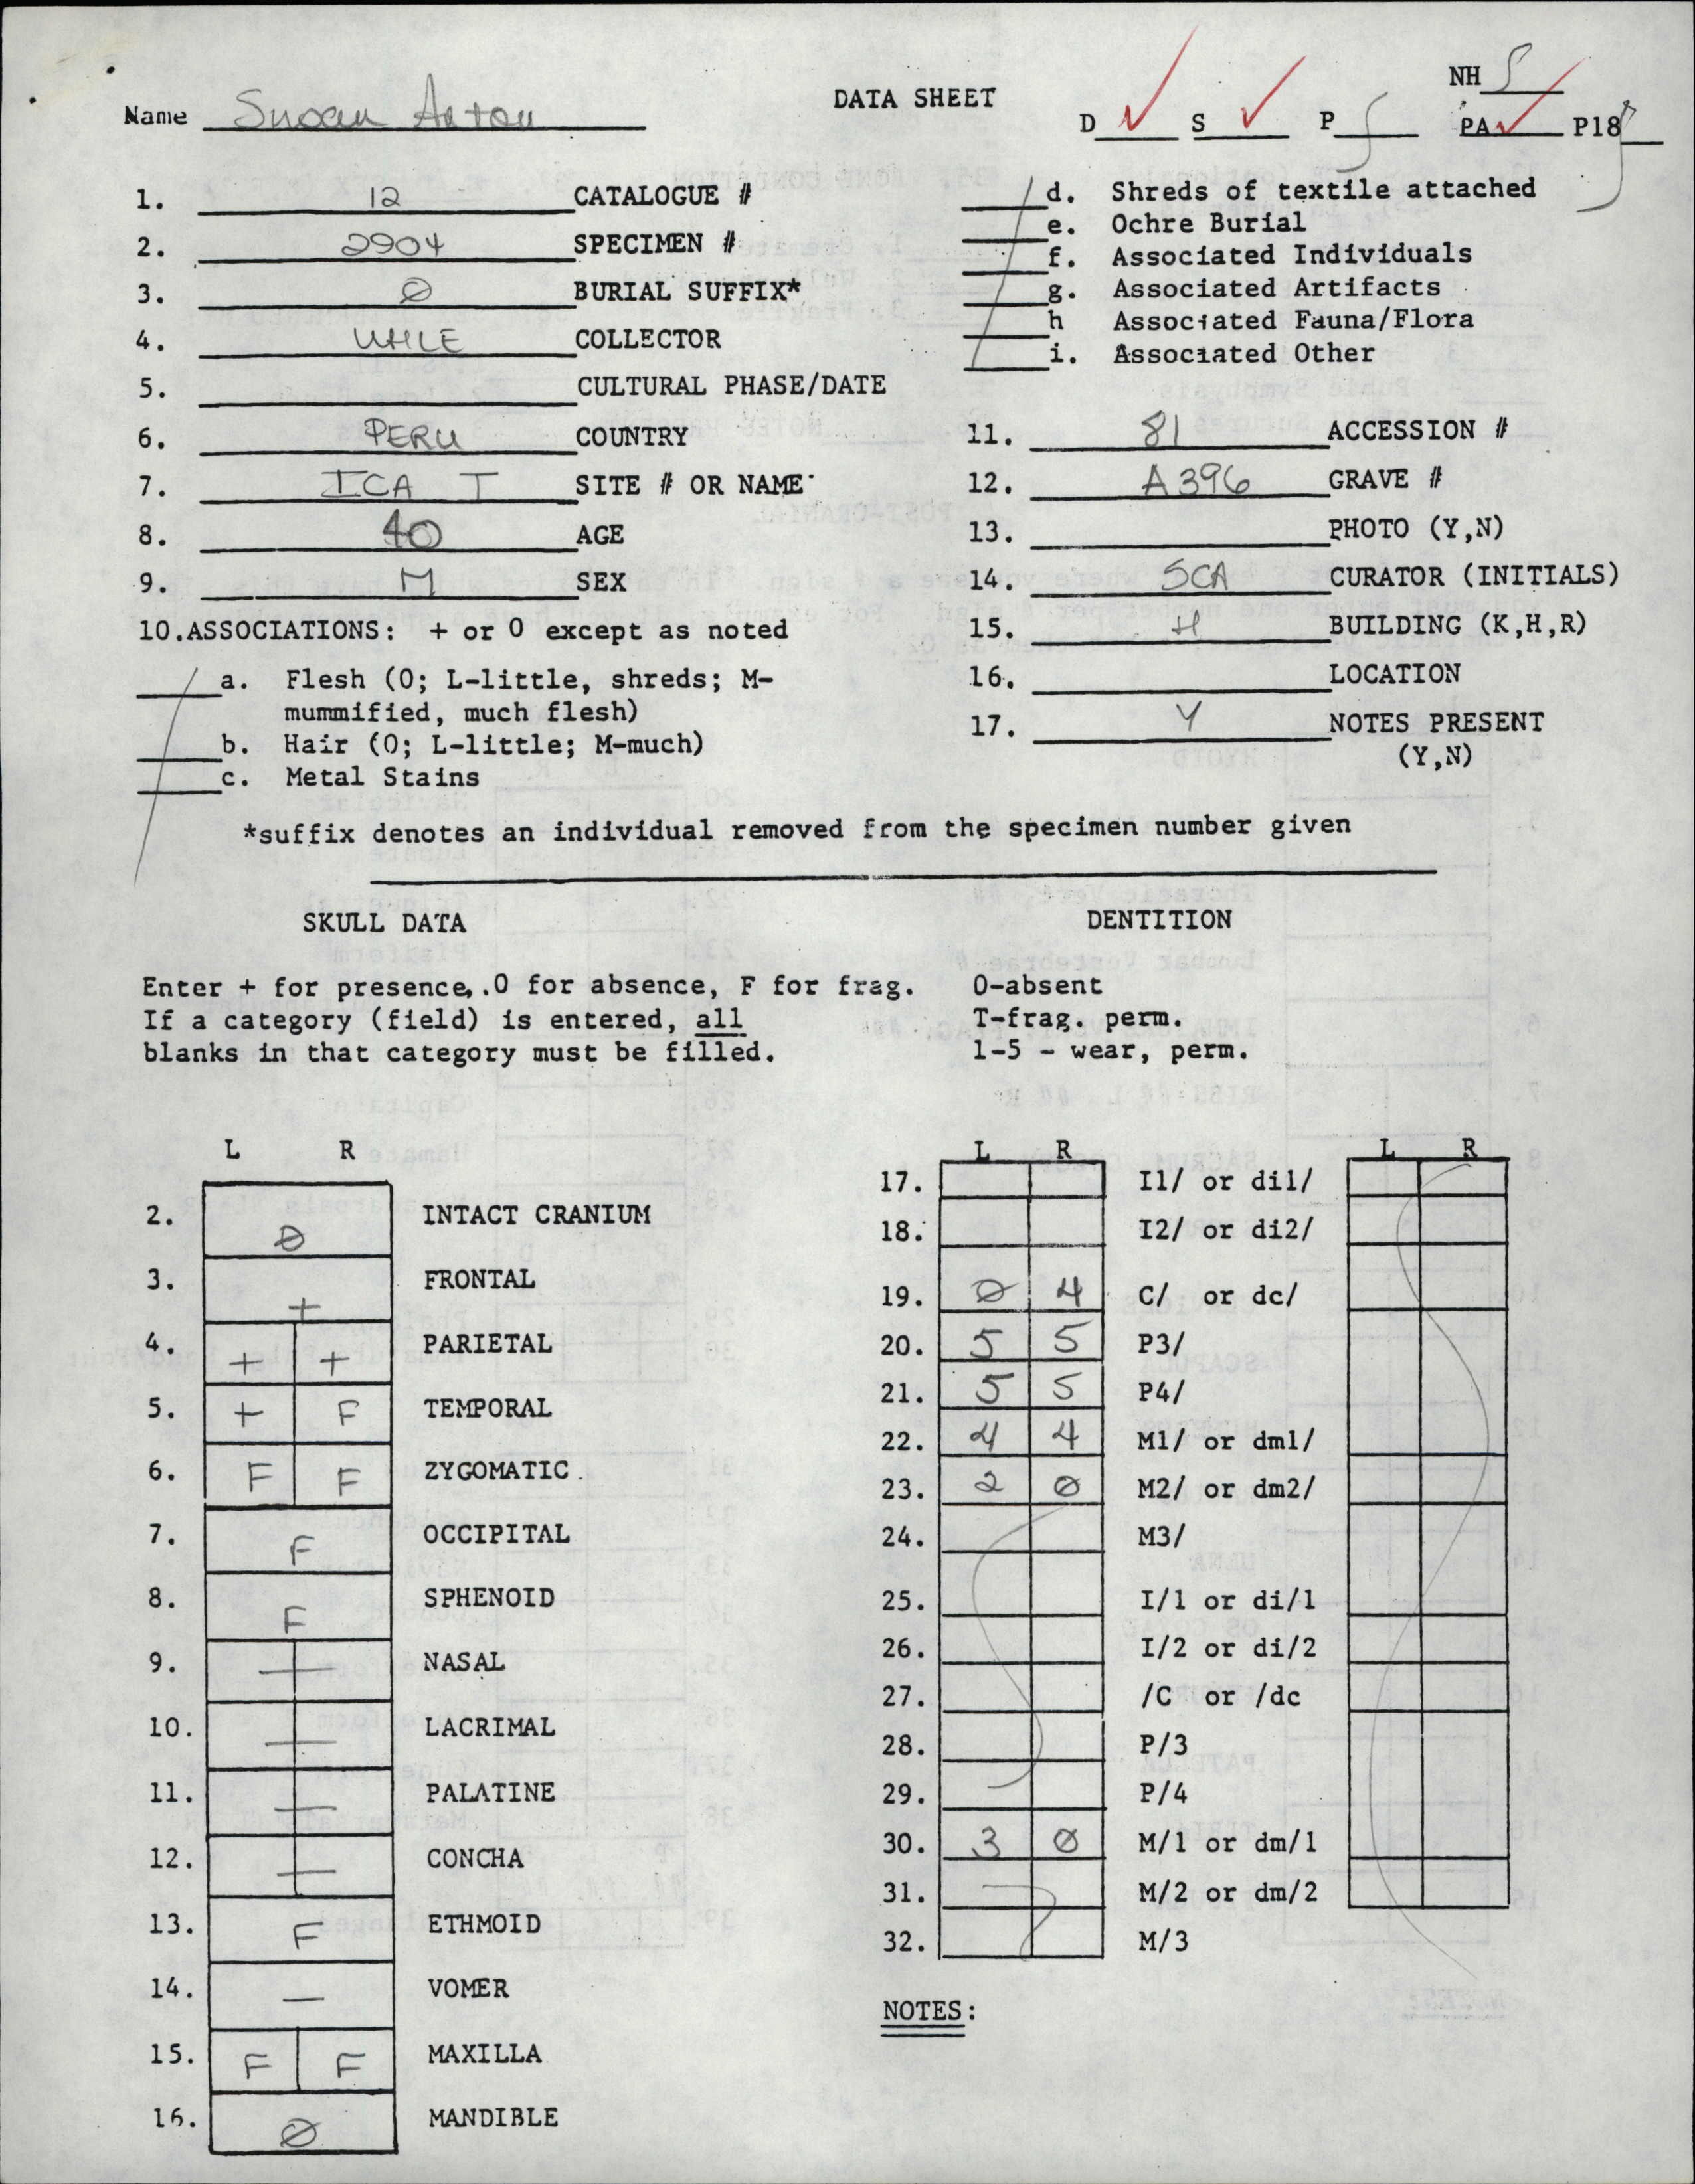 NH
DATA SHEET
Name Susan Anton
D ✓ S ✓ P PA ✓ P18
1. 12 CATALOGUE #
2. 2904 SPECIMEN #
3. Ø BURIAL SUFFIX*
4. UHLE COLLECTOR
5. CULTURAL PHASE/DATE
6. PERU COUNTRY
7. ICA T SITE # OR NAME
8. 40 AGE
9. M SEX
10.ASSOCIATIONS: + or 0 except as noted
a. Flesh (0; L-little, shreds; M-
mummified, much flesh)
b. Hair (0; L-little; M-much)
c. Metal Stains
d. Shreds of textile attached
e. Ochre Burial
f. Associated Individuals
g. Associated Artifacts
h Associated Fauna/Flora
i. Associated Other
11. 81 ACCESSION #
12. A396 GRAVE #
13. PHOTO (Y,N)
14. SCA CURATOR (INITIALS)
15. H BUILDING (K,H,R)
16. LOCATION
17. Y NOTES PRESENT
(Y,N)
*suffix denotes an individual removed from the specimen number given
SKULL DATA
Enter + for presence, 0 for absence, F for frag.
If a category (field) is entered, all
blanks in that category must be filled.
L R
2. Ø INTACT CRANIUM
3. + FRONTAL
4. + + PARIETAL
5. + F TEMPORAL
6. F F ZYGOMATIC
7. F OCCIPITAL
8. F SPHENOID
9. — NASAL
10. — LACRIMAL
11. — PALATINE
12. — CONCHA
13. F ETHMOID
14. — VOMER
15. F F MAXILLA
16. Ø MANDIBLE
DENTITION
0-absent
T-frag. perm.
1-5 - wear, perm.
L R L R
17. I1/ or di1/
18. I2/ or di2/
19. Ø 4 C/ or dc/
20. 5 5 P3/
21. 5 5 P4/
22. 4 4 M1/ or dm1/
23. 2 Ø M2/ or dm2/
24. M3/
25. I/1 or di/1
26. I/2 or di/2
27. /C or /dc
28. P/3
29. P/4
30. 3 Ø M/1 or dm/1
31. M/2 or dm/2
32. M/3
NOTES: